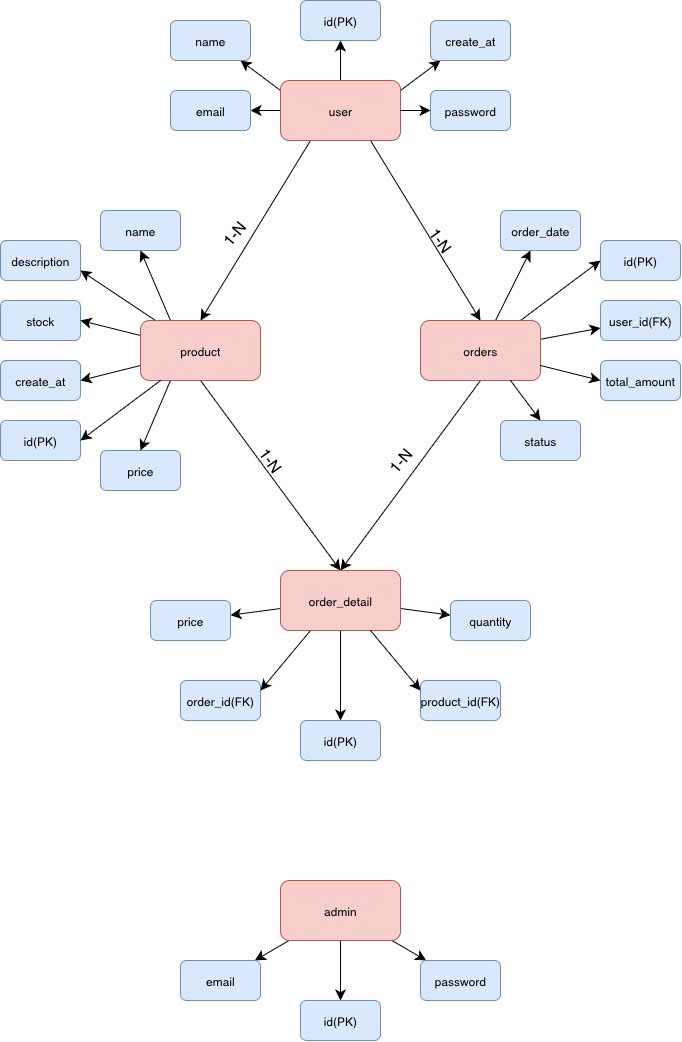 id(PK)
name
create_at
email
user
password
1-N
1-N
name
order_date
description
id(PK)
stock
user_id(FK)
product
orders
create_at
total_amount
id(PK)
status
price
1-N
1-N
order_detail
price
quantity
order_id(FK)
product_id(FK)
id(PK)
admin
email
password
id(PK)